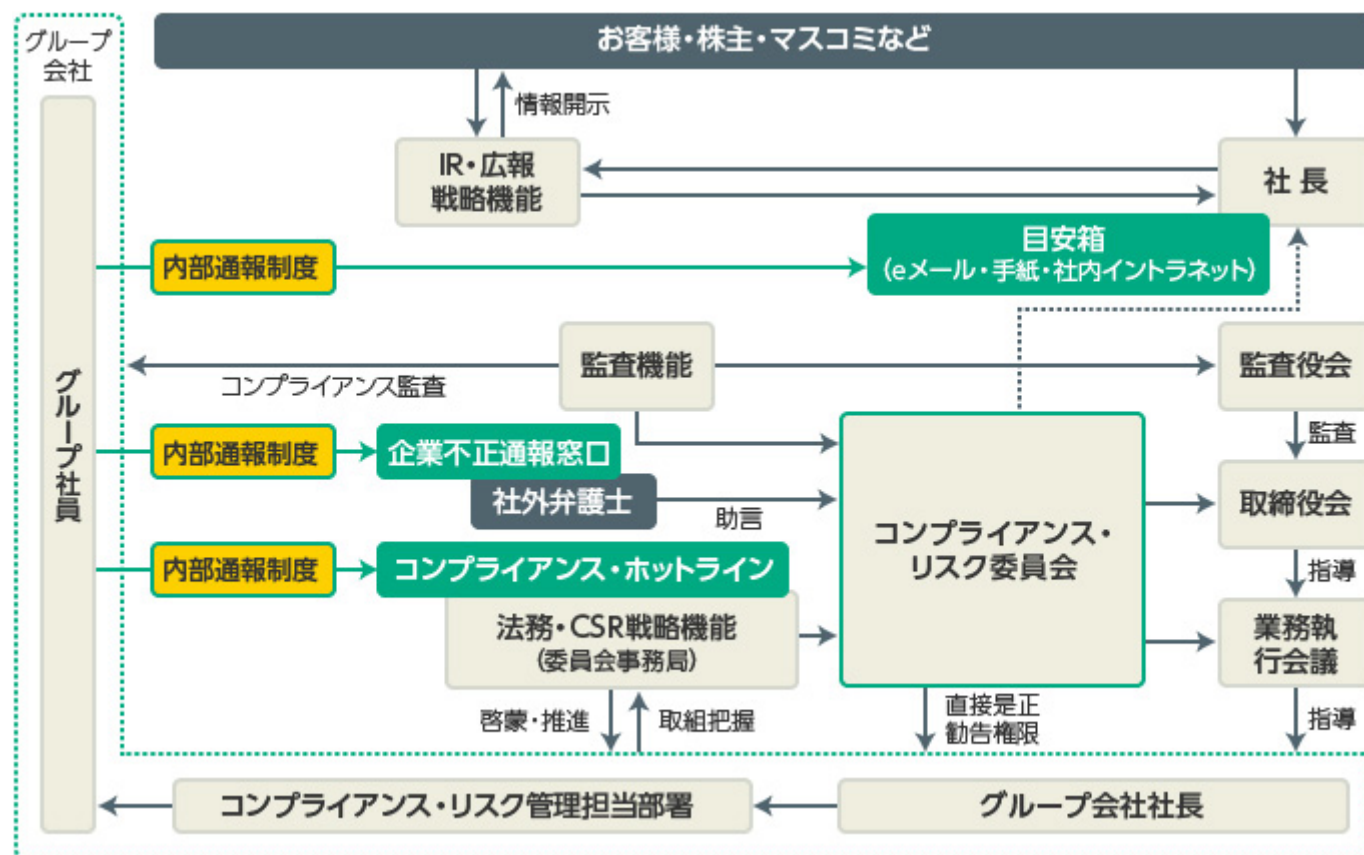 グループ
会社
お客様・株主・マスコミなど
情報開示
IR・広報
戦略機能
社長
内部通報制度
目安箱
(eメール・手紙・社内イントラネット)
監査機能
監査役会
コンプライアンス監査
グループ社員
監査
内部通報制度
企業不正通報窓口
社外弁護士
助言
コンプライアンス・
リスク委員会
取締役会
内部通報制度
コンプライアンス・ホットライン
指導
法務・CSR戦略機能
(委員会事務局)
業務執
行会議
啓蒙・推進
取組把握
直接是正
勧告権限
指導
コンプライアンス・リスク管理担当部署
グループ会社社長